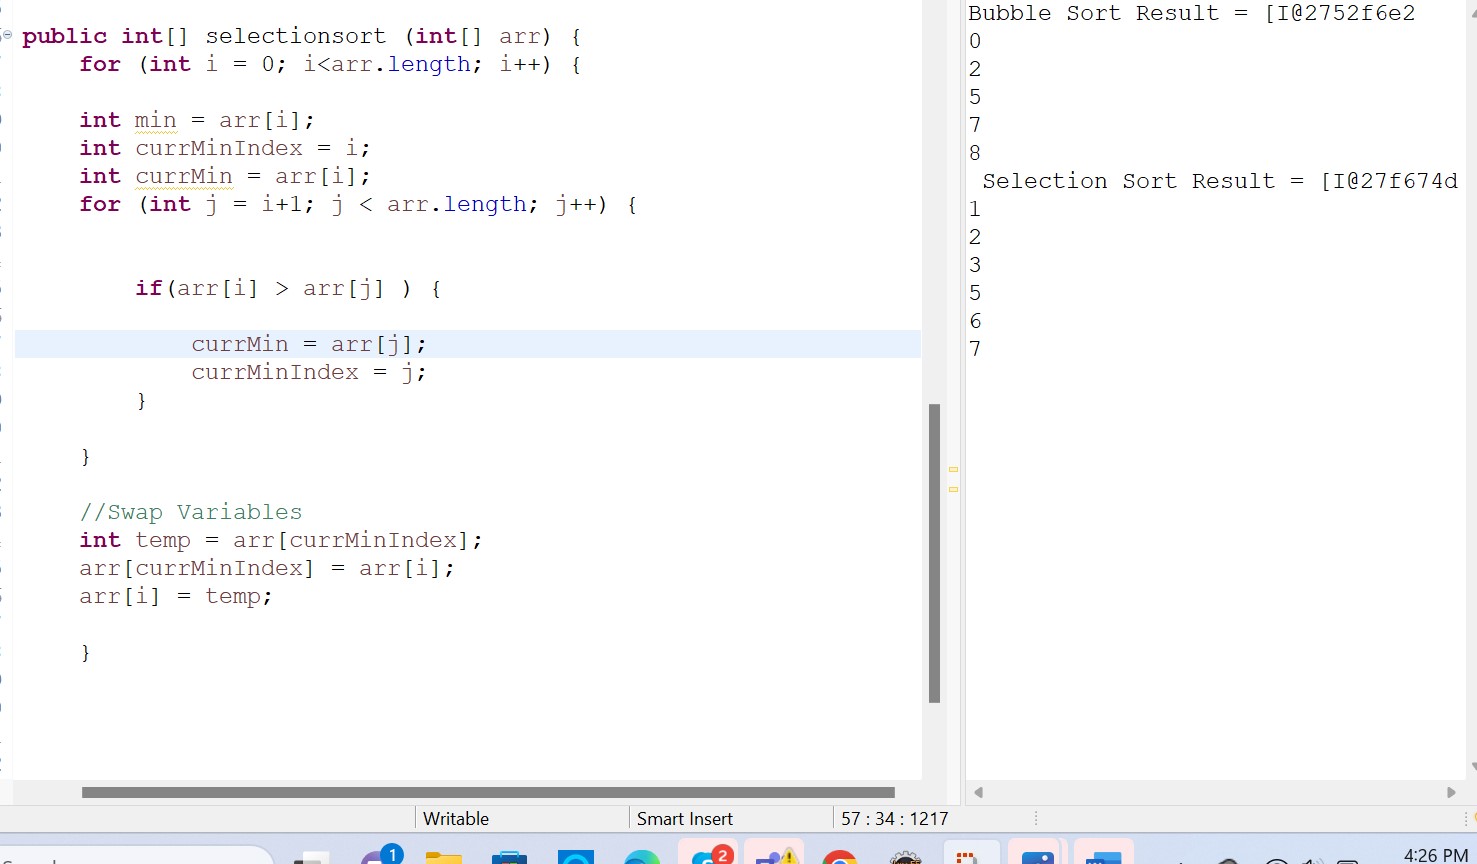 public int[] selectionsort (int[] arr) {
for (int i = 0; i<arr.length; i++) {
int min = arr[i];
int currMinIndex = i;
int currMin = arr[i];
for (int j = i+1; j < arr.length; j++) {
if(arr[i] > arr[j] ) {
currMin = arr[j];
currMinIndex = j;
}
}
//Swap Variables
int temp = arr[currMinIndex];
arr[currMinIndex] = arr[i];
arr[i] = temp;
}
Bubble Sort Result = [I@2752f6e2
0
2
5
7
8
Selection Sort Result = [I@27f674d
1
2
3
5
6
7
Writable
Smart Insert
57 : 34 : 1217
1
2
4:26 PM